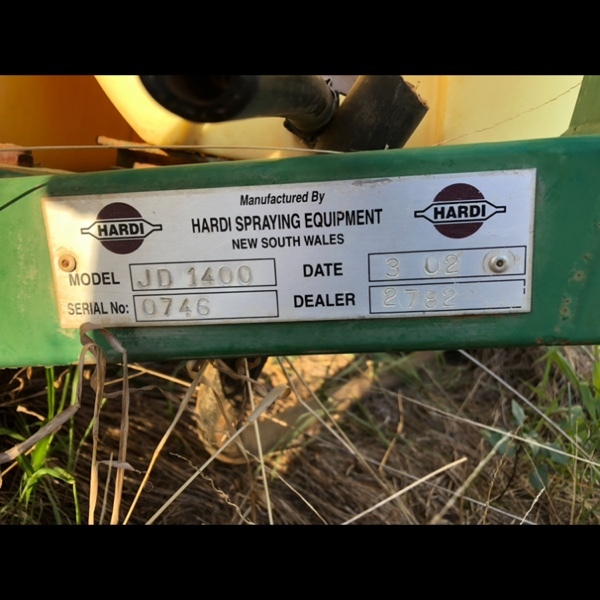 Manufactured By
HARDI HARDI SPRAYING EQUIPMENT HARDI
NEW SOUTH WALES
MODEL JD 1400 DATE 3 02
SERIAL No: 0746 DEALER 2782